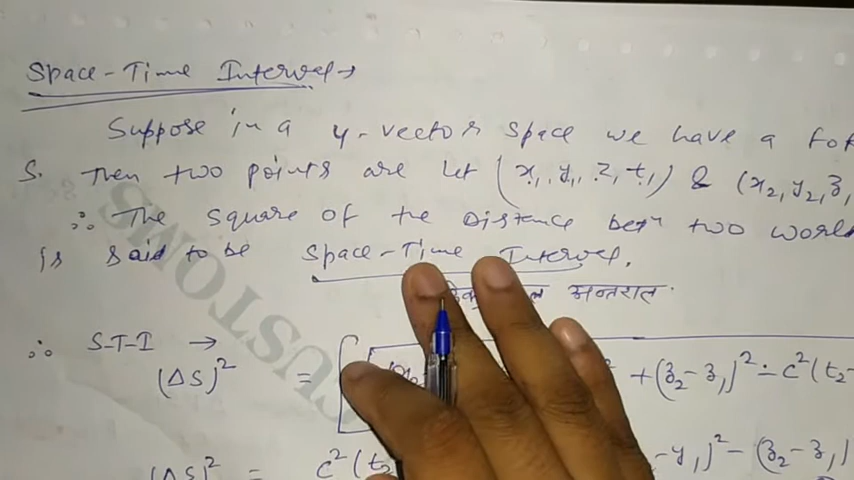 Space-Time Interval →
Suppose in a 4-vector space we have a
S. Then two points are let (x₁, y₁, z₁, t₁) & (x₂, y₂, z₂,
∴ The square of the Distance betⁿ two world
is said to be Space-Time Interval.
अन्तराल
∴ S-T-I →
(ΔS)² = + (z₂ - z₁)² - c²(t₂-
(ΔS)² = c²(t₂ - y₁)² - (z₂ - z₁)
CUSTOMS